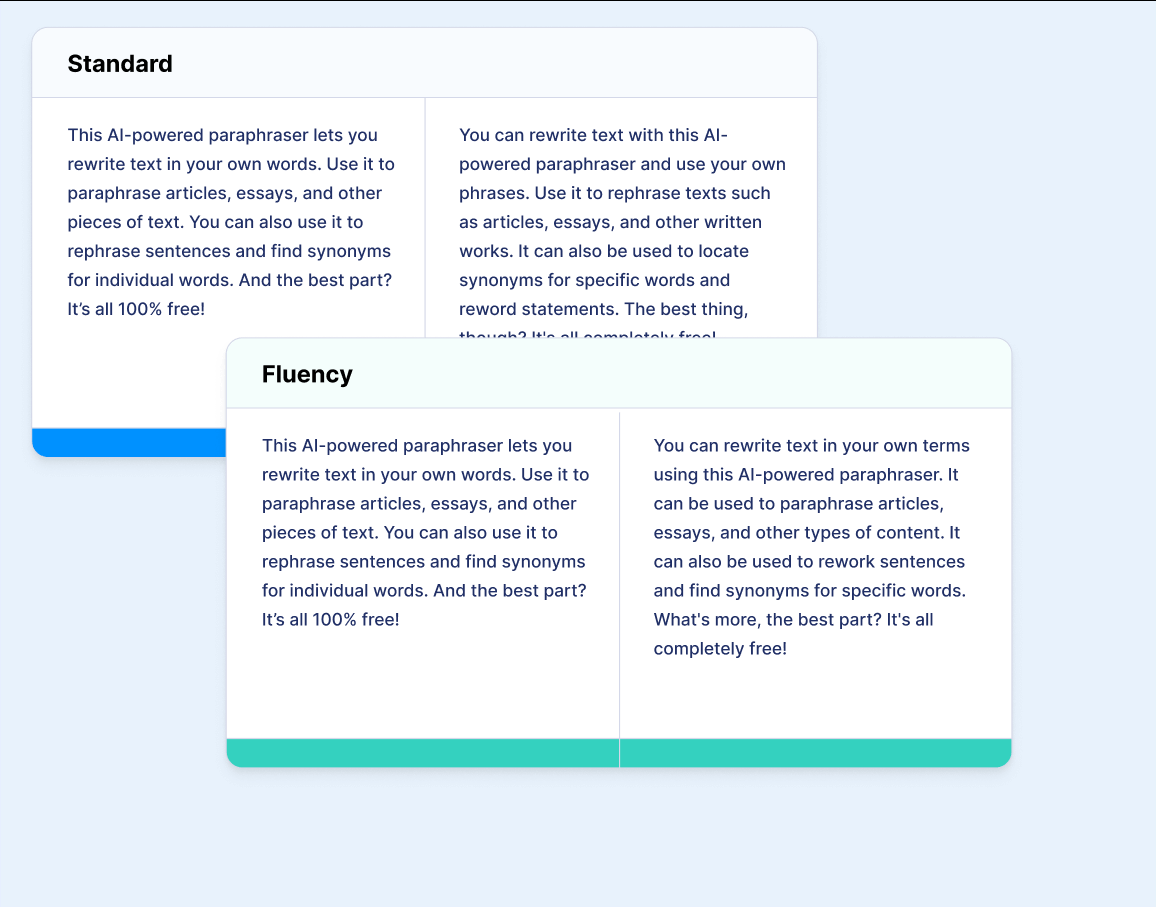 Standard
This AI-powered paraphraser lets you
rewrite text in your own words. Use it to
paraphrase articles, essays, and other
pieces of text. You can also use it to
rephrase sentences and find synonyms
for individual words. And the best part?
It’s all 100% free!
You can rewrite text with this AI-
powered paraphraser and use your own
phrases. Use it to rephrase texts such
as articles, essays, and other written
works. It can also be used to locate
synonyms for specific words and
reword statements. The best thing,
though? It's all completely free!
Fluency
This AI-powered paraphraser lets you
rewrite text in your own words. Use it to
paraphrase articles, essays, and other
pieces of text. You can also use it to
rephrase sentences and find synonyms
for individual words. And the best part?
It’s all 100% free!
You can rewrite text in your own terms
using this AI-powered paraphraser. It
can be used to paraphrase articles,
essays, and other types of content. It
can also be used to rework sentences
and find synonyms for specific words.
What's more, the best part? It's all
completely free!